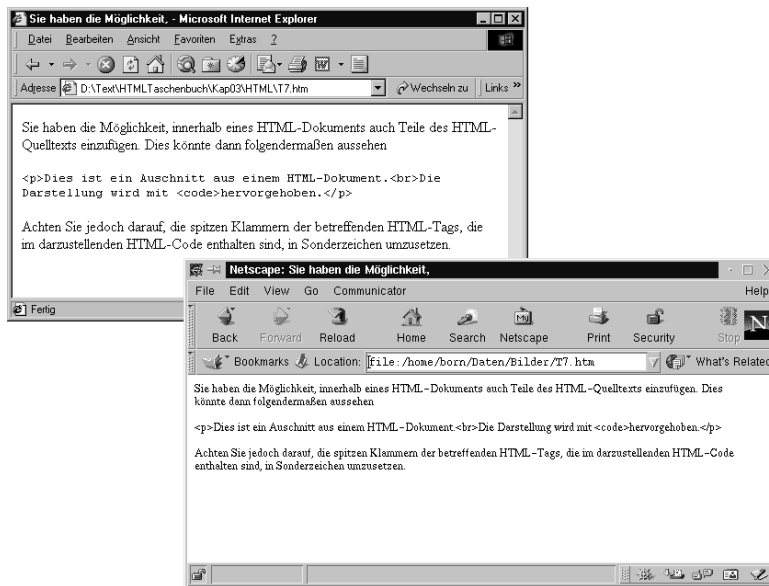 Sie haben die Möglichkeit, - Microsoft Internet Explorer
Datei Bearbeiten Ansicht Favoriten Extras ?
Adresse D:\Text\HTMLTaschenbuch\Kap03\HTML\T7.htm Wechseln zu Links »
Sie haben die Möglichkeit, innerhalb eines HTML-Dokuments auch Teile des HTML-
Quelltexts einzufügen. Dies könnte dann folgendermaßen aussehen
<p>Dies ist ein Auschnitt aus einem HTML-Dokument.<br>Die
Darstellung wird mit <code>hervorgehoben.</p>
Achten Sie jedoch darauf, die spitzen Klammern der betreffenden HTML-Tags, die
im darzustellenden HTML-Code enthalten sind, in Sonderzeichen umzusetzen.
Fertig
Netscape: Sie haben die Möglichkeit,
File Edit View Go Communicator Help
Back Forward Reload Home Search Netscape Print Security Stop N
Bookmarks Location: file:/home/born/Daten/Bilder/T7.htm What's Related
Sie haben die Möglichkeit, innerhalb eines HTML-Dokuments auch Teile des HTML-Quelltexts einzufügen. Dies
könnte dann folgendermaßen aussehen
<p>Dies ist ein Auschnitt aus einem HTML-Dokument.<br>Die Darstellung wird mit <code>hervorgehoben.</p>
Achten Sie jedoch darauf, die spitzen Klammern der betreffenden HTML-Tags, die im darzustellenden HTML-Code
enthalten sind, in Sonderzeichen umzusetzen.